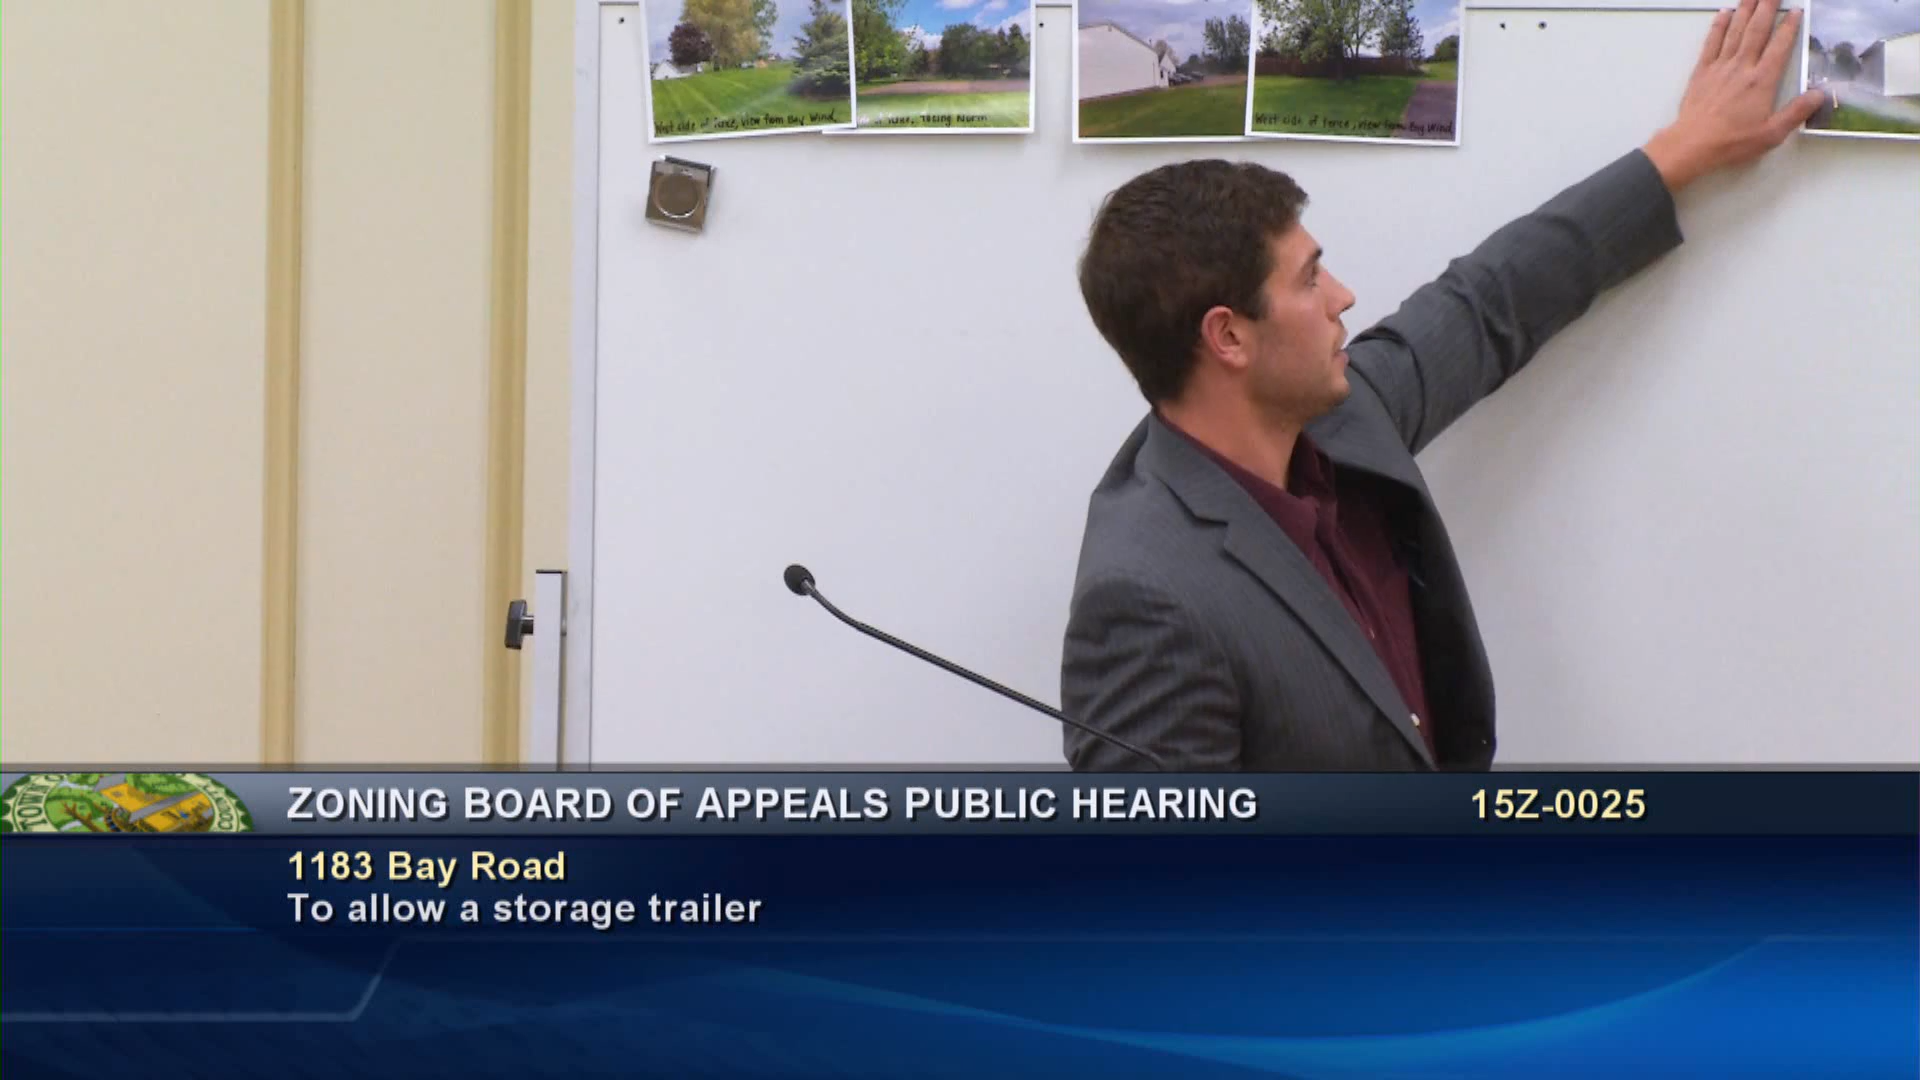 West side of fence, view from Bay Wind.
West side of fence, view from Bay Wind
ZONING BOARD OF APPEALS PUBLIC HEARING 15Z-0025
TOWN O
1183 Bay Road
To allow a storage trailer